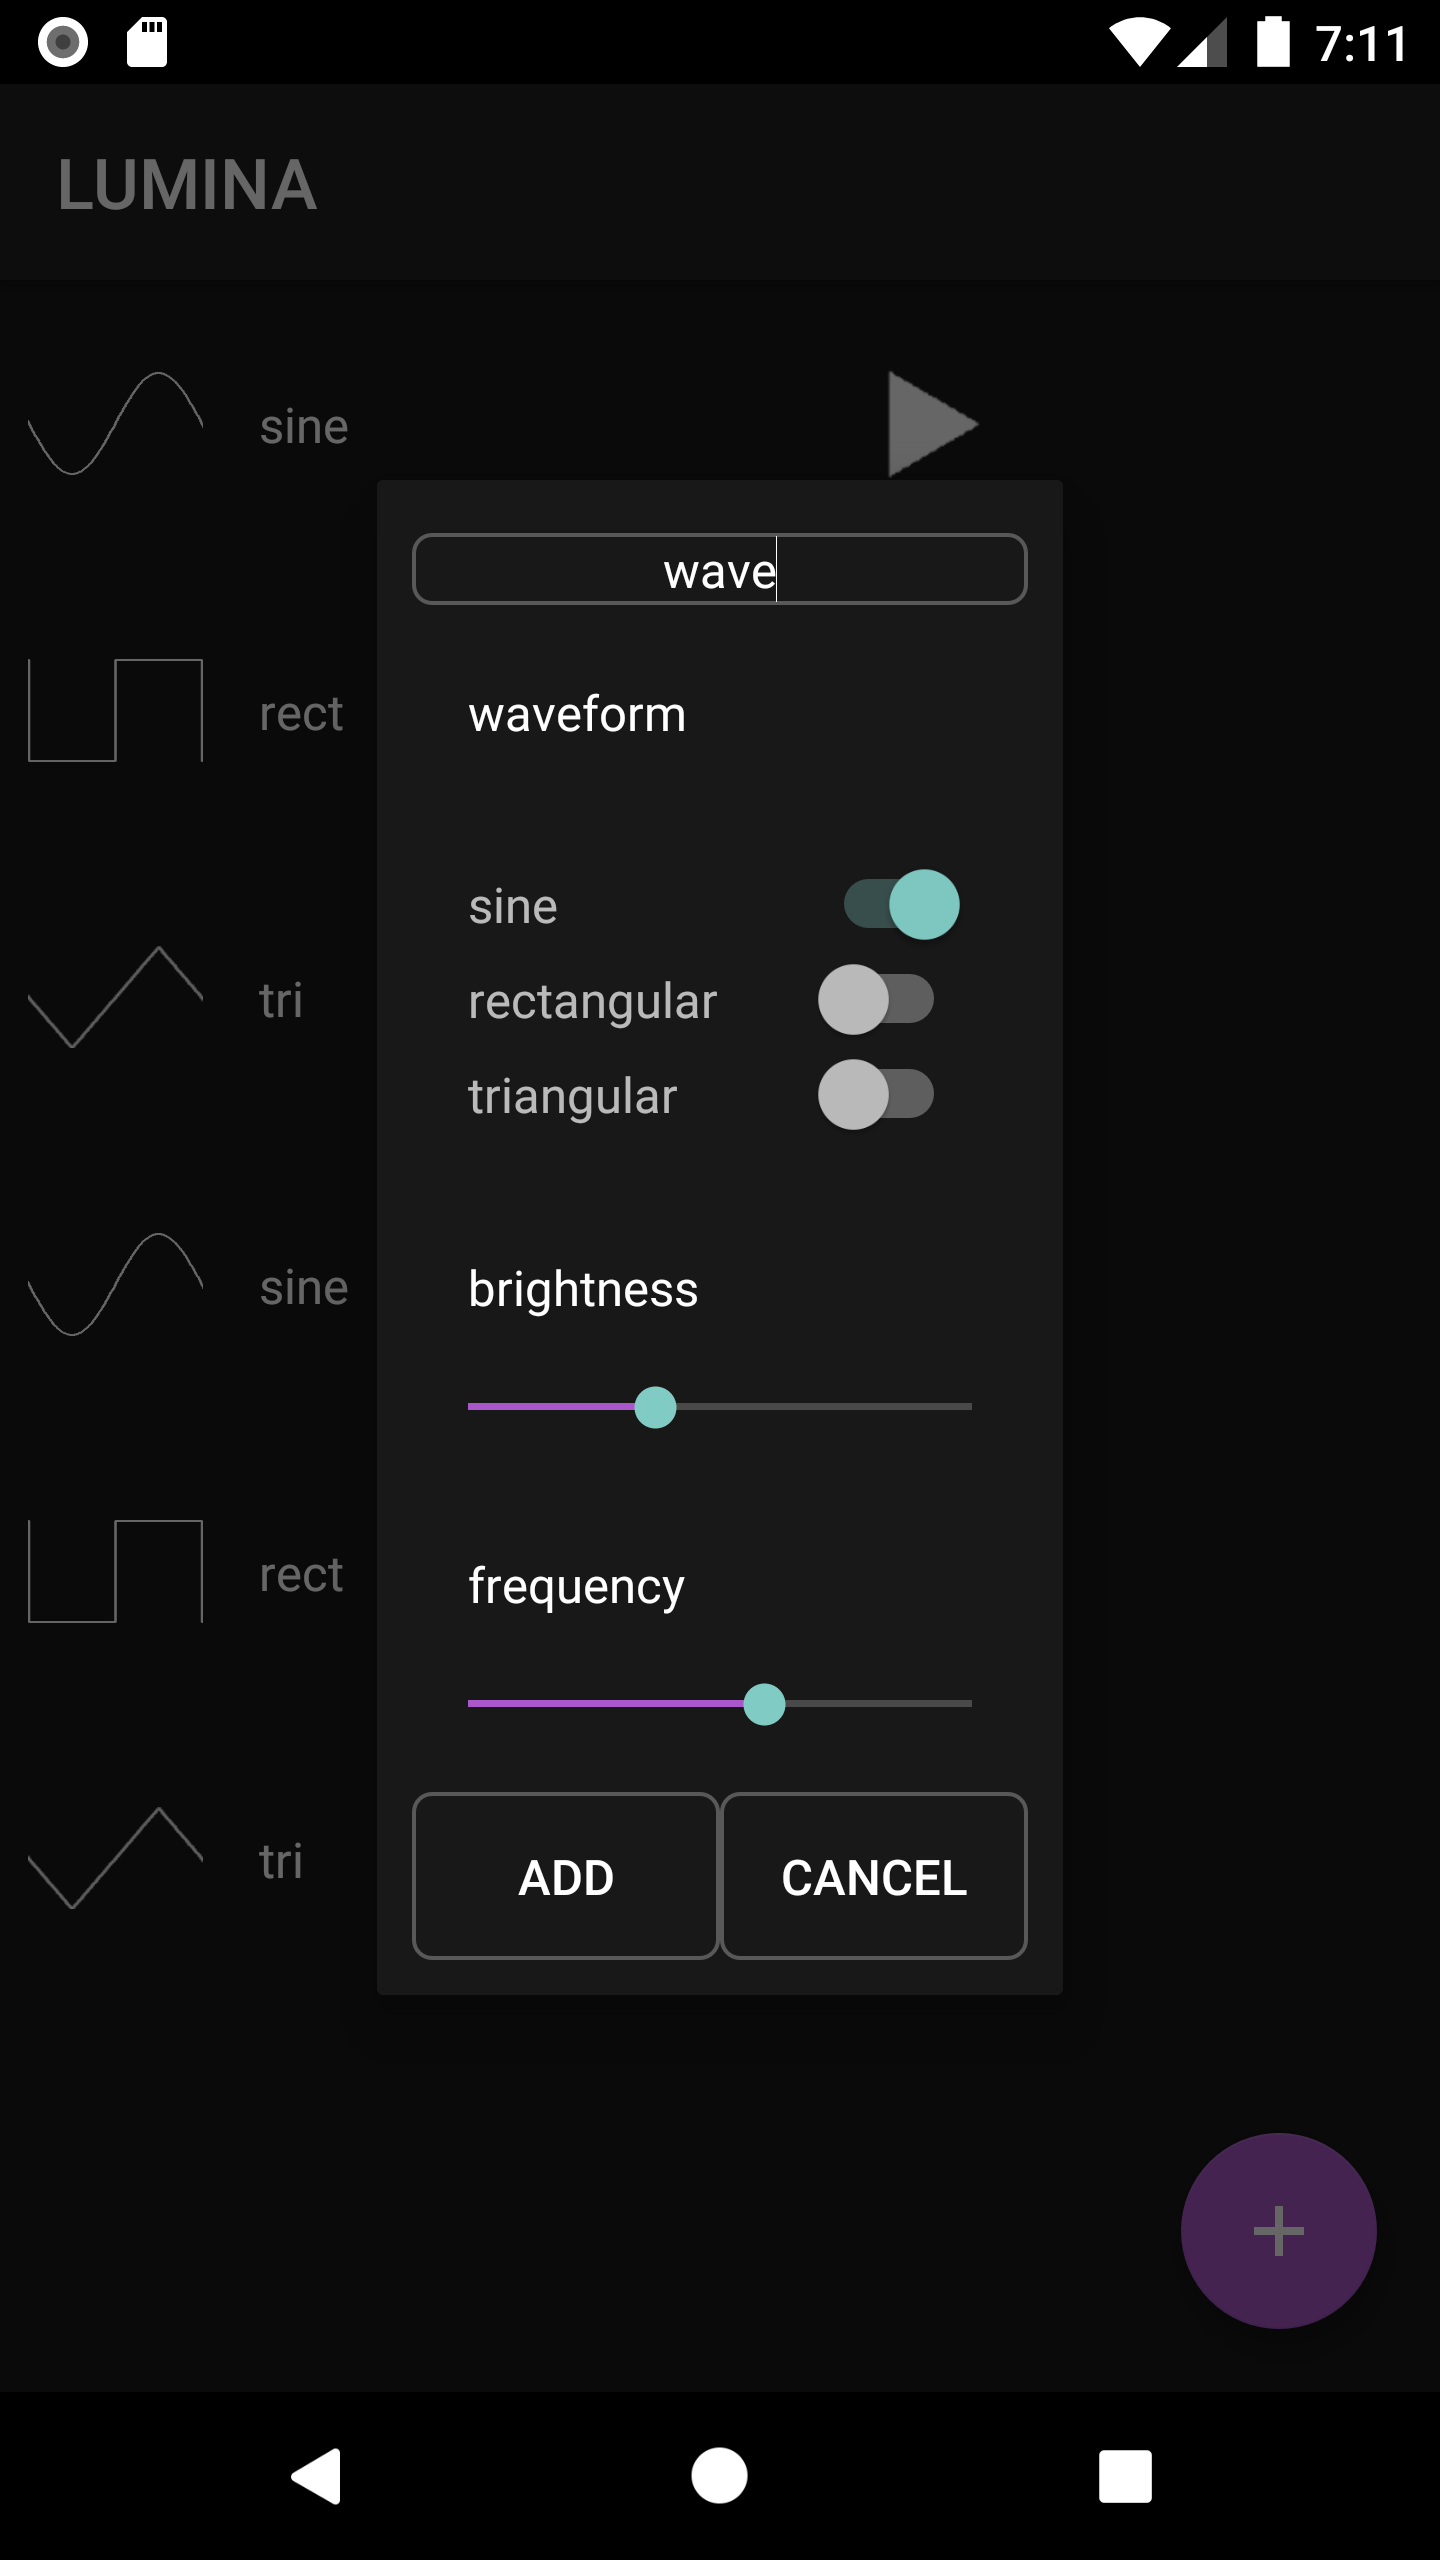 7:11
LUMINA
sine
wave
rect
waveform
sine
tri
rectangular
triangular
sine
brightness
rect
frequency
tri
ADD
CANCEL